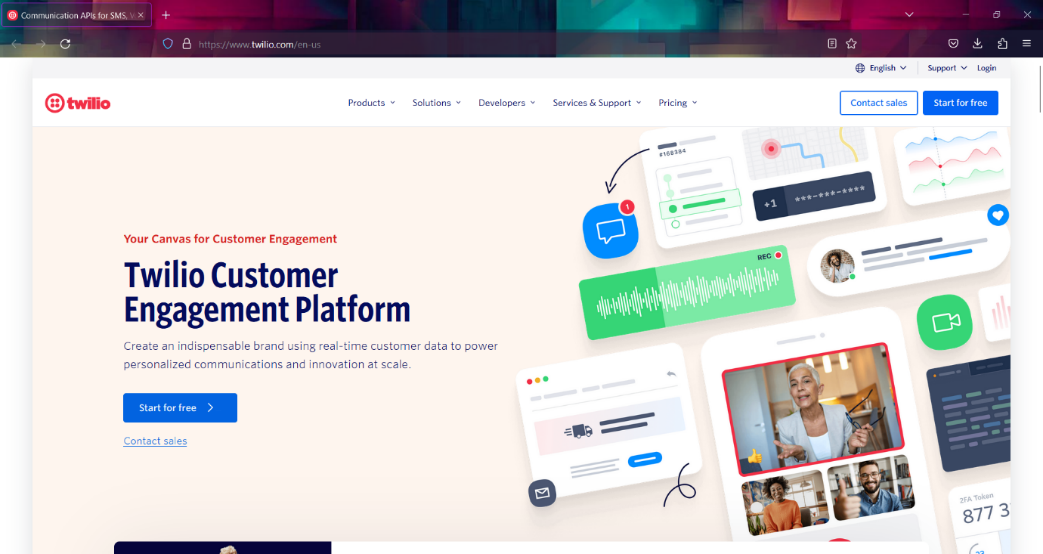 Communication APIs for SMS, V
https://www.twilio.com/en-us
English
Support
Login
twilio
Products
Solutions
Developers
Services & Support
Pricing
Contact sales
Start for free
#168384
+1 ***-***-****
1
REC
Your Canvas for Customer Engagement
Twilio Customer
Engagement Platform
Create an indispensable brand using real-time customer data to power
personalized communications and innovation at scale.
Start for free
Contact sales
2FA Token
877 3